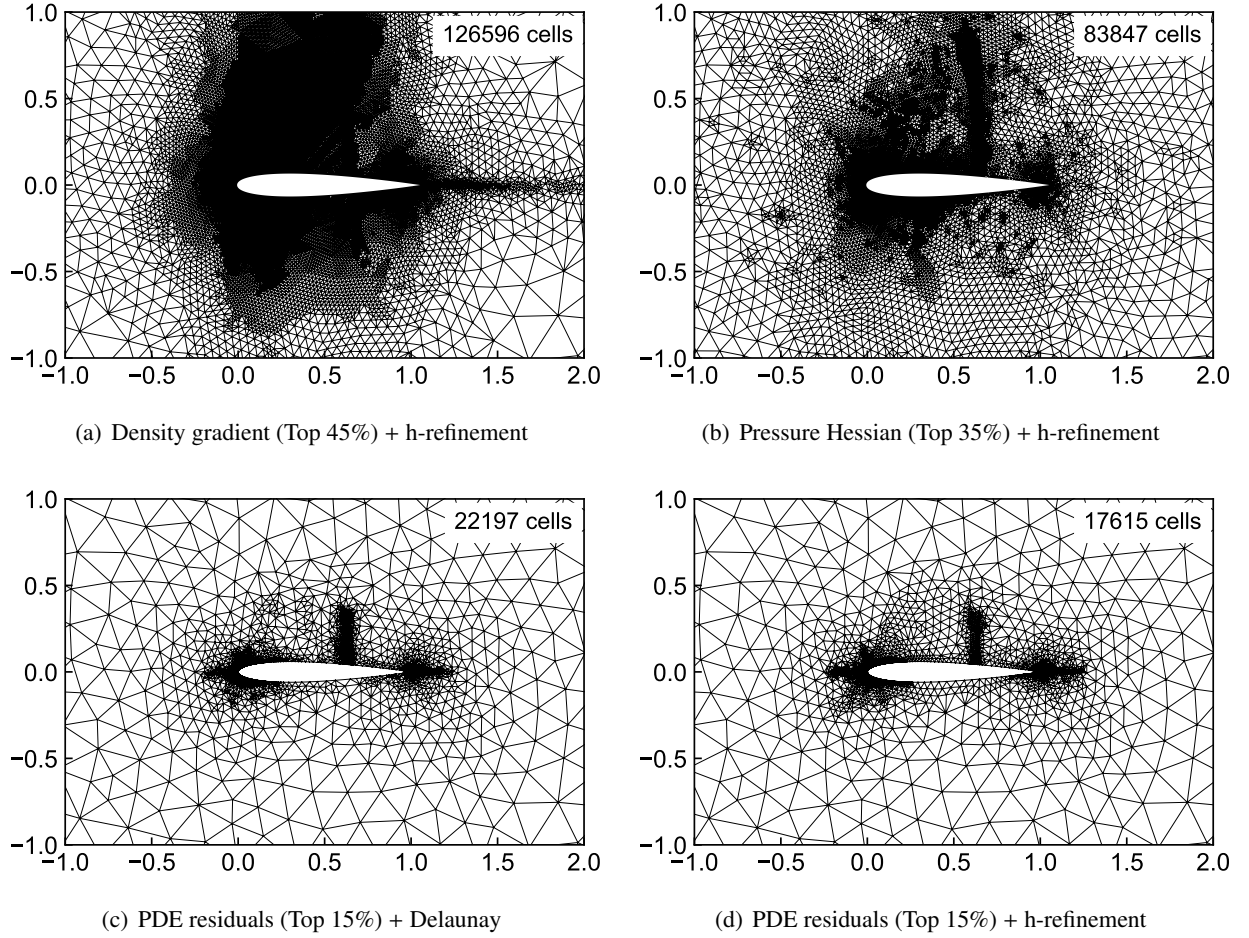 126596 cells
1.0
0.5
0.0
−0.5
−1.0
−1.0 −0.5 0.0 0.5 1.0 1.5 2.0
(a) Density gradient (Top 45%) + h-refinement
83847 cells
1.0
0.5
0.0
−0.5
−1.0
−1.0 −0.5 0.0 0.5 1.0 1.5 2.0
(b) Pressure Hessian (Top 35%) + h-refinement
22197 cells
1.0
0.5
0.0
−0.5
−1.0
−1.0 −0.5 0.0 0.5 1.0 1.5 2.0
(c) PDE residuals (Top 15%) + Delaunay
17615 cells
1.0
0.5
0.0
−0.5
−1.0
−1.0 −0.5 0.0 0.5 1.0 1.5 2.0
(d) PDE residuals (Top 15%) + h-refinement